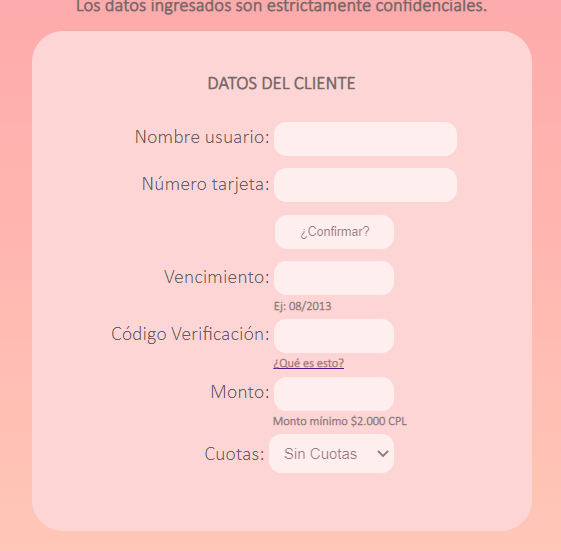 Los datos ingresados son estrictamente confidenciales.
DATOS DEL CLIENTE
Nombre usuario:
Número tarjeta:
¿Confirmar?
Vencimiento:
Ej: 08/2013
Código Verificación:
¿Qué es esto?
Monto:
Monto mínimo $2.000 CPL
Cuotas: Sin Cuotas